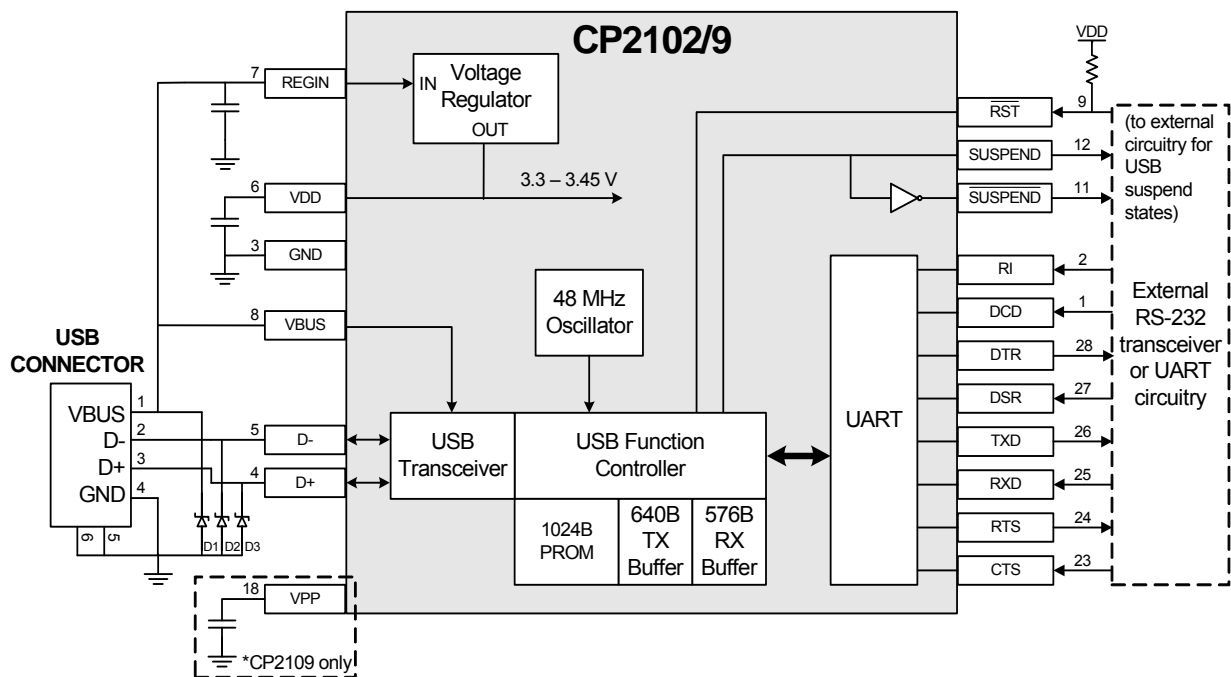 CP2102/9
VDD
7
REGIN
IN
Voltage
Regulator
OUT
RST
9
(to external
circuitry for
USB
suspend
states)
SUSPEND
12
SUSPEND
11
6
VDD
3.3 – 3.45 V
3
GND
8
VBUS
48 MHz
Oscillator
UART
RI
2
DCD
1
DTR
28
DSR
27
TXD
26
RXD
25
RTS
24
CTS
23
External
RS-232
transceiver
or UART
circuitry
USB
CONNECTOR
VBUS
1
D-
2
D+
3
GND
4
6
5
D1
D2
D3
5
D-
4
D+
USB
Transceiver
USB Function
Controller
1024B
PROM
640B
TX
Buffer
576B
RX
Buffer
18
VPP
*CP2109 only